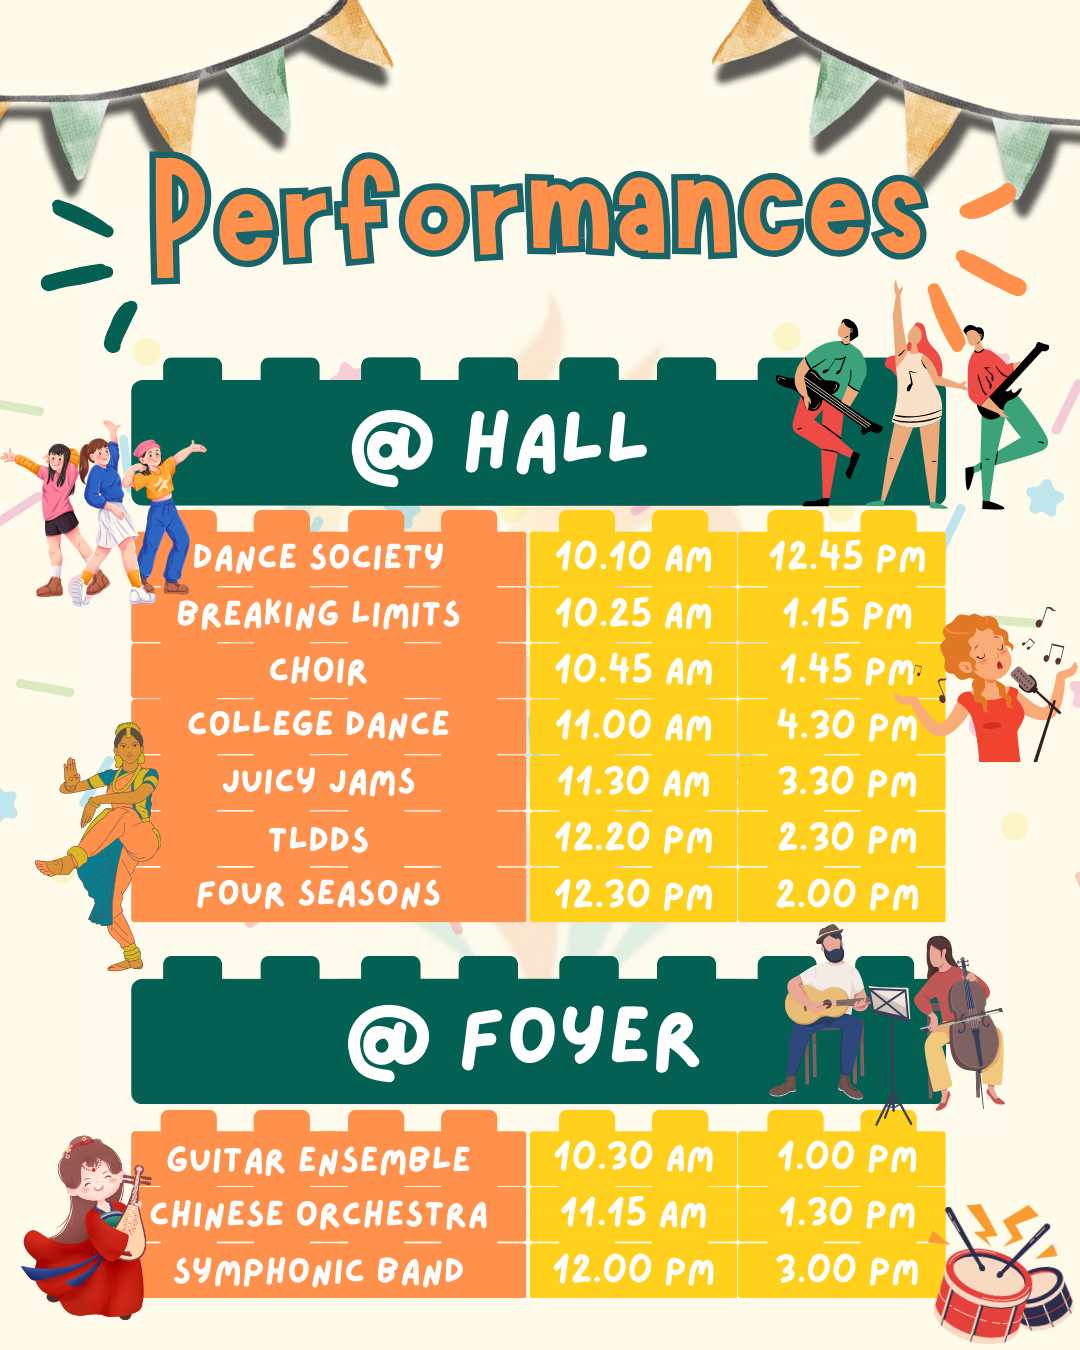 Performances
@ HALL
DANCE SOCIETY 10.10 AM 12.45 PM
BREAKING LIMITS 10.25 AM 1.15 PM
CHOIR 10.45 AM 1.45 PM
COLLEGE DANCE 11.00 AM 4.30 PM
JUICY JAMS 11.30 AM 3.30 PM
TLDDS 12.20 PM 2.30 PM
FOUR SEASONS 12.30 PM 2.00 PM
@ FOYER
GUITAR ENSEMBLE 10.30 AM 1.00 PM
CHINESE ORCHESTRA 11.15 AM 1.30 PM
SYMPHONIC BAND 12.00 PM 3.00 PM